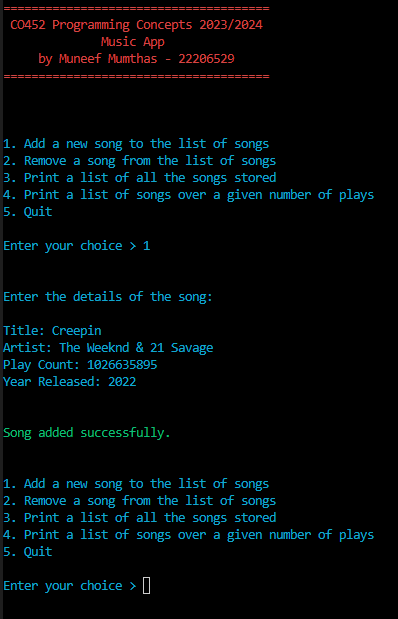 ======================================
CO452 Programming Concepts 2023/2024
Music App
by Muneef Mumthas - 22206529
======================================
1. Add a new song to the list of songs
2. Remove a song from the list of songs
3. Print a list of all the songs stored
4. Print a list of songs over a given number of plays
5. Quit
Enter your choice > 1
Enter the details of the song:
Title: Creepin
Artist: The Weeknd & 21 Savage
Play Count: 1026635895
Year Released: 2022
Song added successfully.
1. Add a new song to the list of songs
2. Remove a song from the list of songs
3. Print a list of all the songs stored
4. Print a list of songs over a given number of plays
5. Quit
Enter your choice >